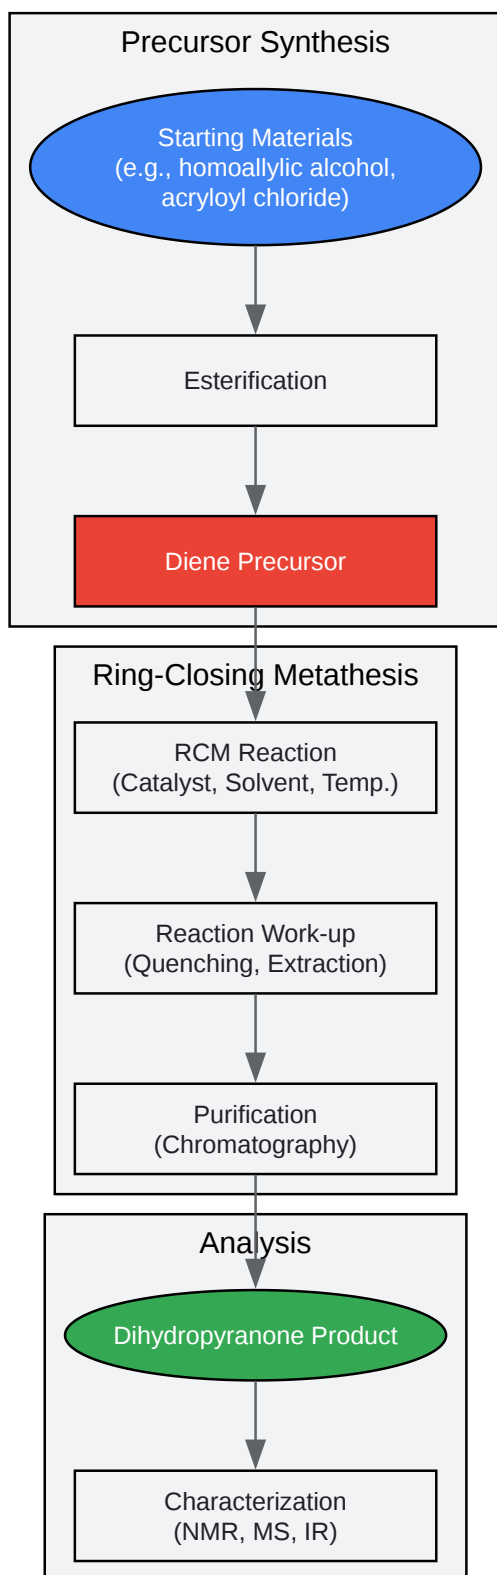 Precursor Synthesis
Starting Materials
(e.g., homoallylic alcohol,
acryloyl chloride)
Esterification
Diene Precursor
Ring-Closing Metathesis
RCM Reaction
(Catalyst, Solvent, Temp.)
Reaction Work-up
(Quenching, Extraction)
Purification
(Chromatography)
Analysis
Dihydropyranone Product
Characterization
(NMR, MS, IR)